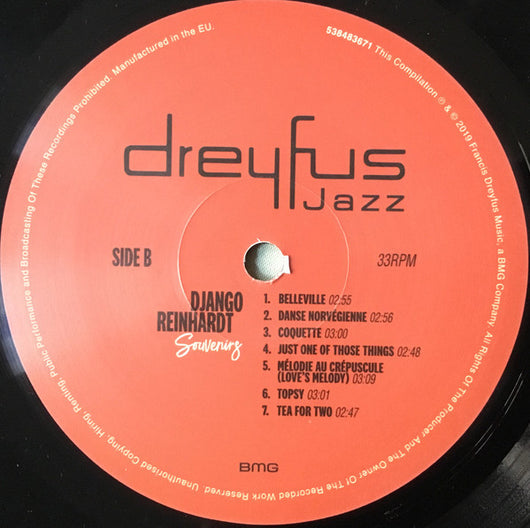 538483671 This Compilation ℗ & © 2019 Francis Dreyfus Music, a BMG Company. All Rights Of The Producer And The Owner Of The Recorded Work Reserved. Unauthorised Copying, Hiring, Renting, Public Performance and Broadcasting Of These Recordings Prohibited. Manufactured in the EU.
dreyfus
Jazz
SIDE B
33RPM
DJANGO
REINHARDT
Souvenirs
1. BELLEVILLE 02:55
2. DANSE NORVÉGIENNE 02:56
3. COQUETTE 03:00
4. JUST ONE OF THOSE THINGS 02:48
5. MÉLODIE AU CRÉPUSCULE
(LOVE'S MELODY) 03:09
6. TOPSY 03:01
7. TEA FOR TWO 02:47
BMG